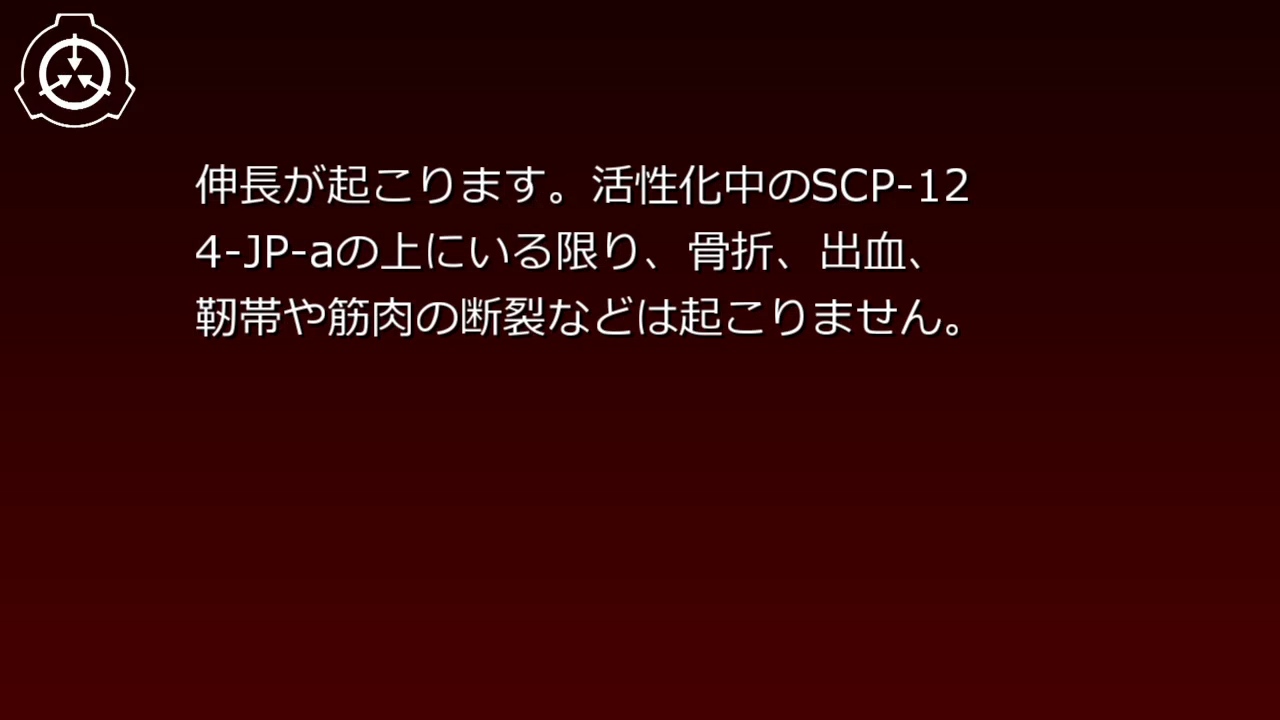 伸長が起こります。活性化中のSCP-12
4-JP-aの上にいる限り、骨折、出血、
靭帯や筋肉の断裂などは起こりません。